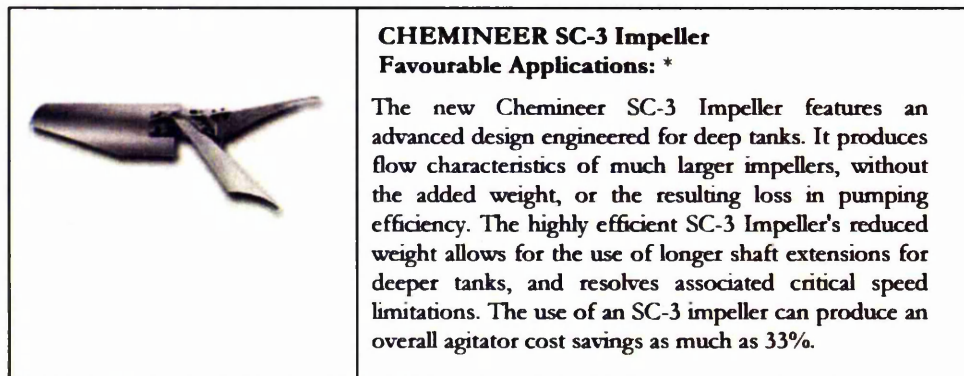 CHEMINEER SC-3 Impeller
Favourable Applications: *
The new Chemineer SC-3 Impeller features an
advanced design engineered for deep tanks. It produces
flow characteristics of much larger impellers, without
the added weight, or the resulting loss in pumping
efficiency. The highly efficient SC-3 Impeller's reduced
weight allows for the use of longer shaft extensions for
deeper tanks, and resolves associated critical speed
limitations. The use of an SC-3 impeller can produce an
overall agitator cost savings as much as 33%.